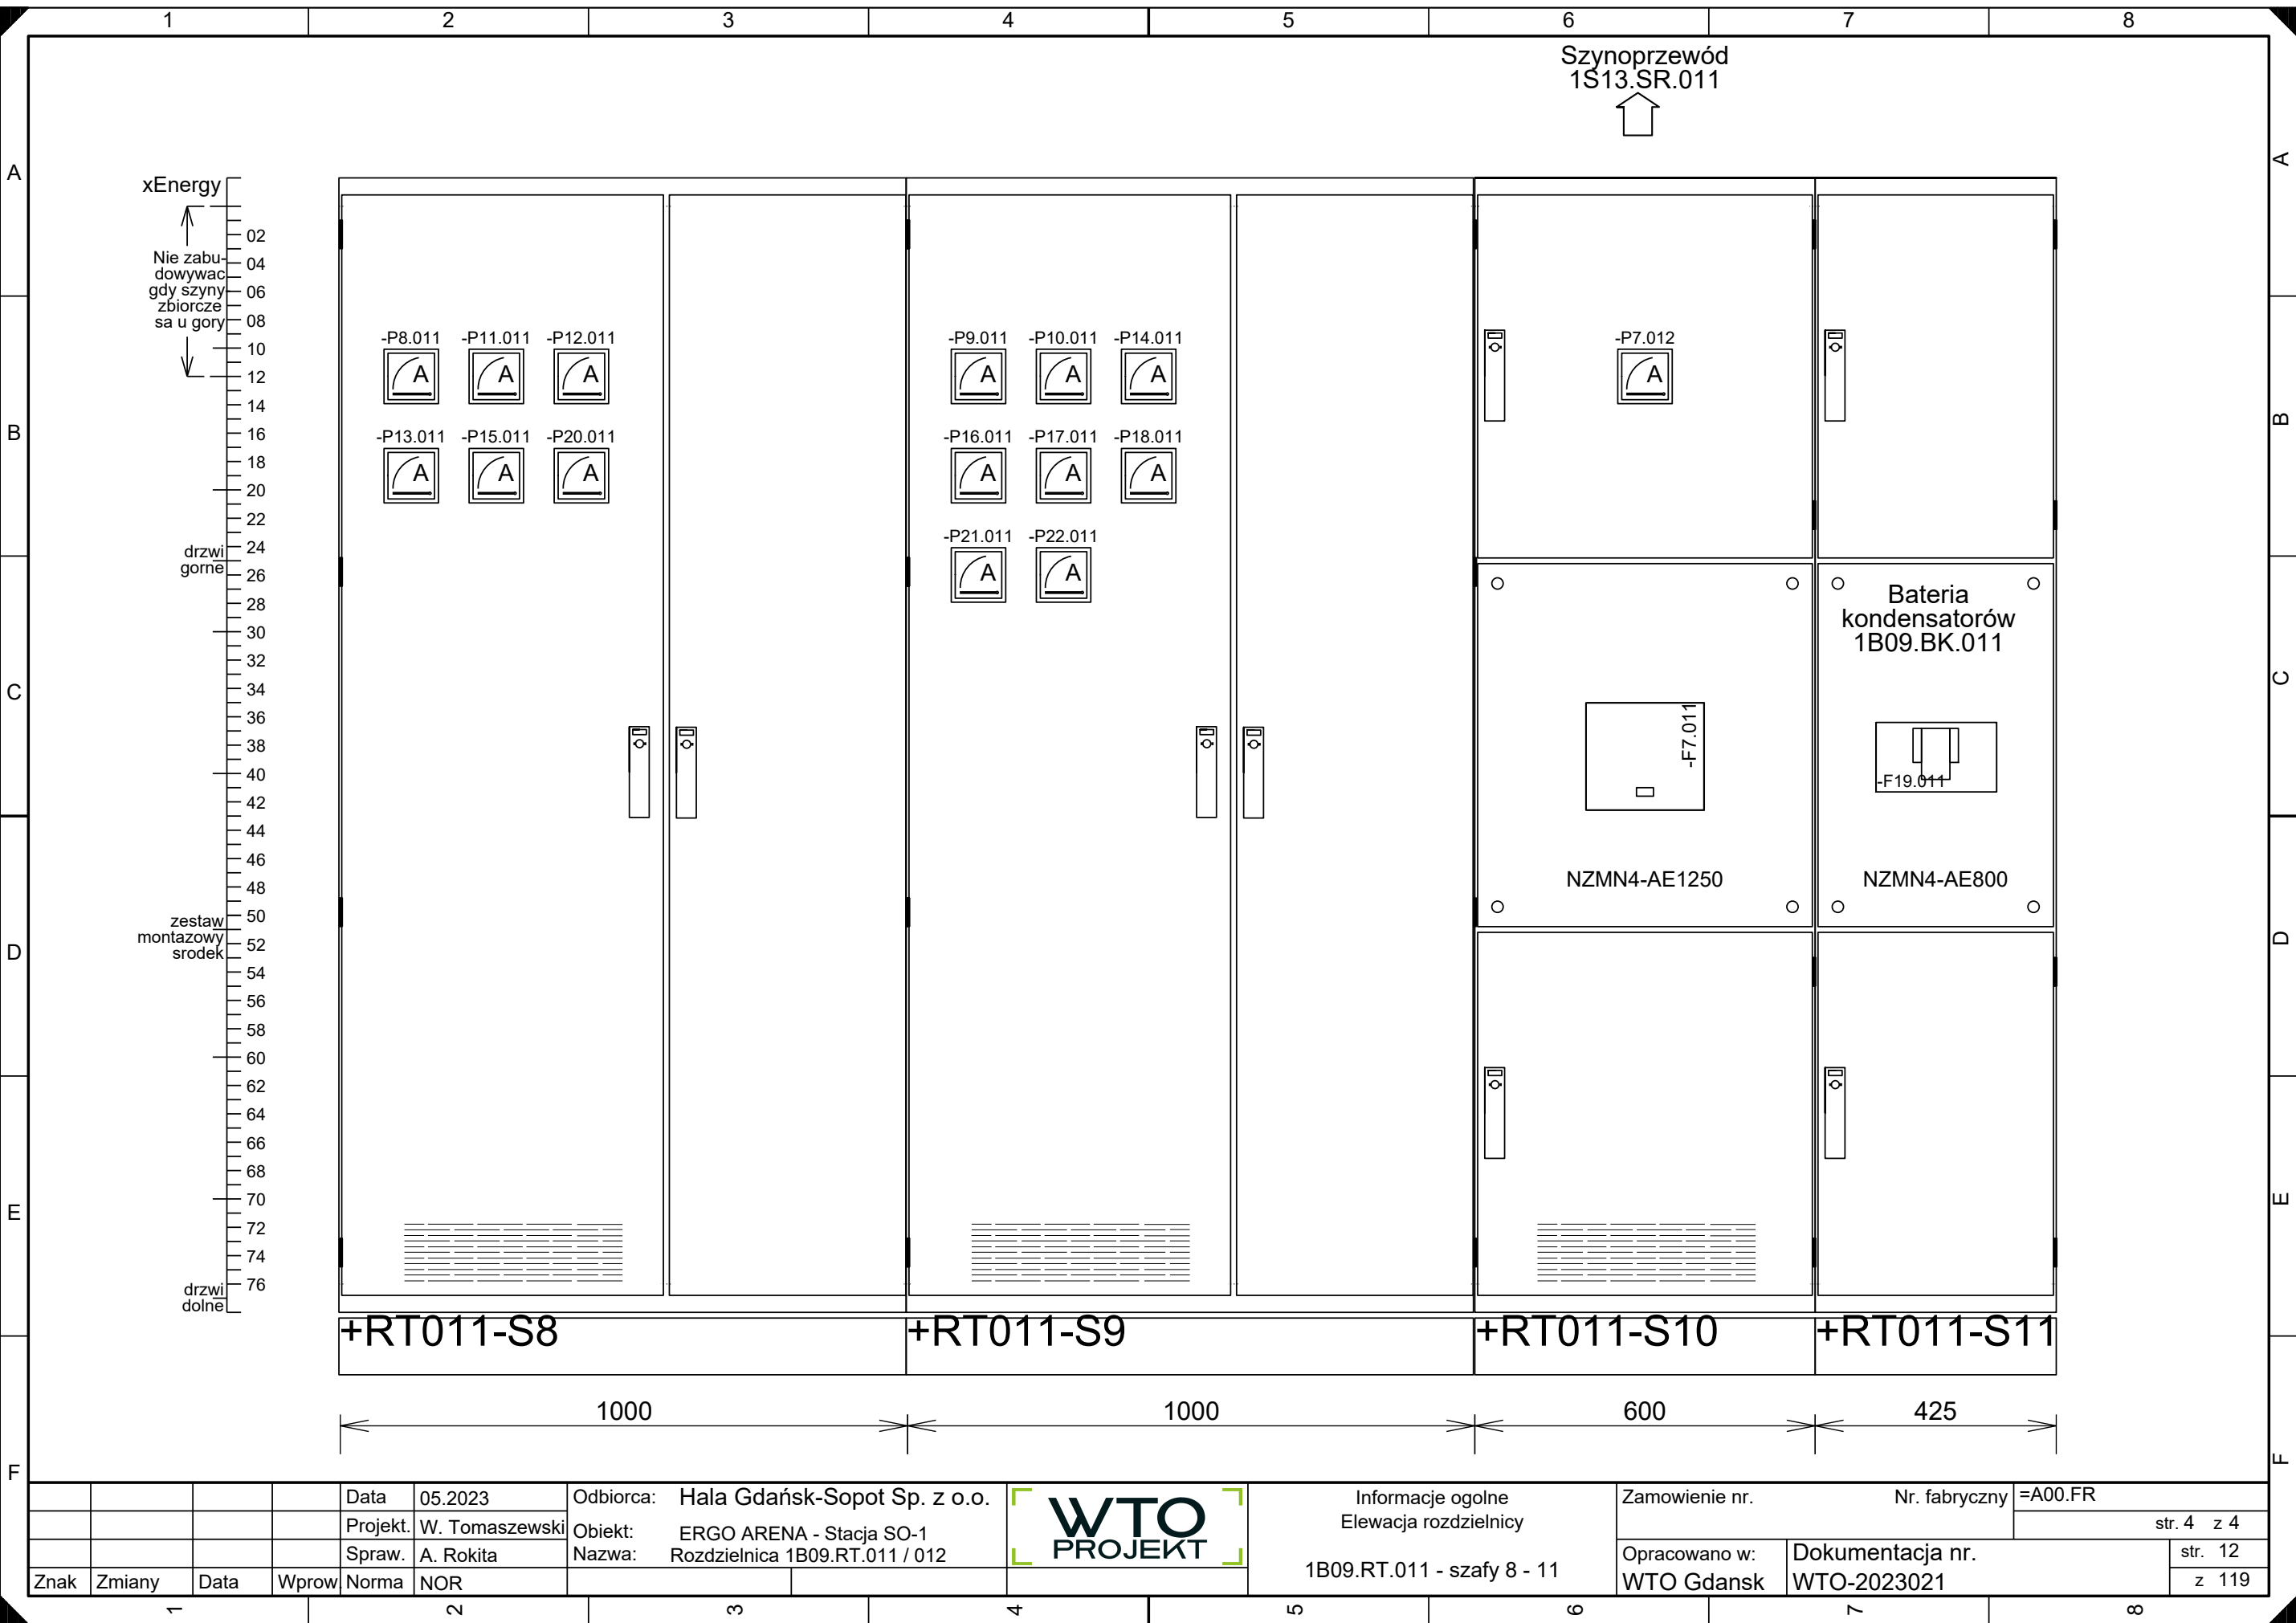 1 2 3 4 5 6 7 8
Szynoprzewód
1S13.SR.011
A A
xEnergy
02
Nie zabu-
04
dowywac
gdy szyny
06
zbiorcze
sa u gory
08
-P8.011 -P11.011 -P12.011 -P9.011 -P10.011 -P14.011 -P7.012
10
A A A A A A A
12
14
B B
-P13.011 -P15.011 -P20.011 -P16.011 -P17.011 -P18.011
16
18
A A A A A A
20
22
-P21.011 -P22.011
24
drzwi
gorne
26
A A
28
Bateria
kondensatorów
1B09.BK.011
30
32
34
C C
36
-F7.011
38
40
-F19.011
42
44
46
48
NZMN4-AE1250 NZMN4-AE800
50
zestaw
montazowy
srodek
52
D D
54
56
58
60
62
64
66
68
70
E E
72
74
76
drzwi
dolne
+RT011-S8 +RT011-S9 +RT011-S10 +RT011-S11
1000 1000 600 425
F F
Data 05.2023
Projekt. W. Tomaszewski
Spraw. A. Rokita
Znak Zmiany Data Wprow. Norma NOR
Odbiorca: Hala Gdańsk-Sopot Sp. z o.o.
Obiekt: ERGO ARENA - Stacja SO-1
Nazwa: Rozdzielnica 1B09.RT.011 / 012
WTO
PROJEKT
Informacje ogolne
Elewacja rozdzielnicy
1B09.RT.011 - szafy 8 - 11
Zamowienie nr. Nr. fabryczny =A00.FR
str. 4 z 4
Opracowano w: Dokumentacja nr. str. 12
WTO Gdansk WTO-2023021 z 119
1 2 3 4 5 6 7 8